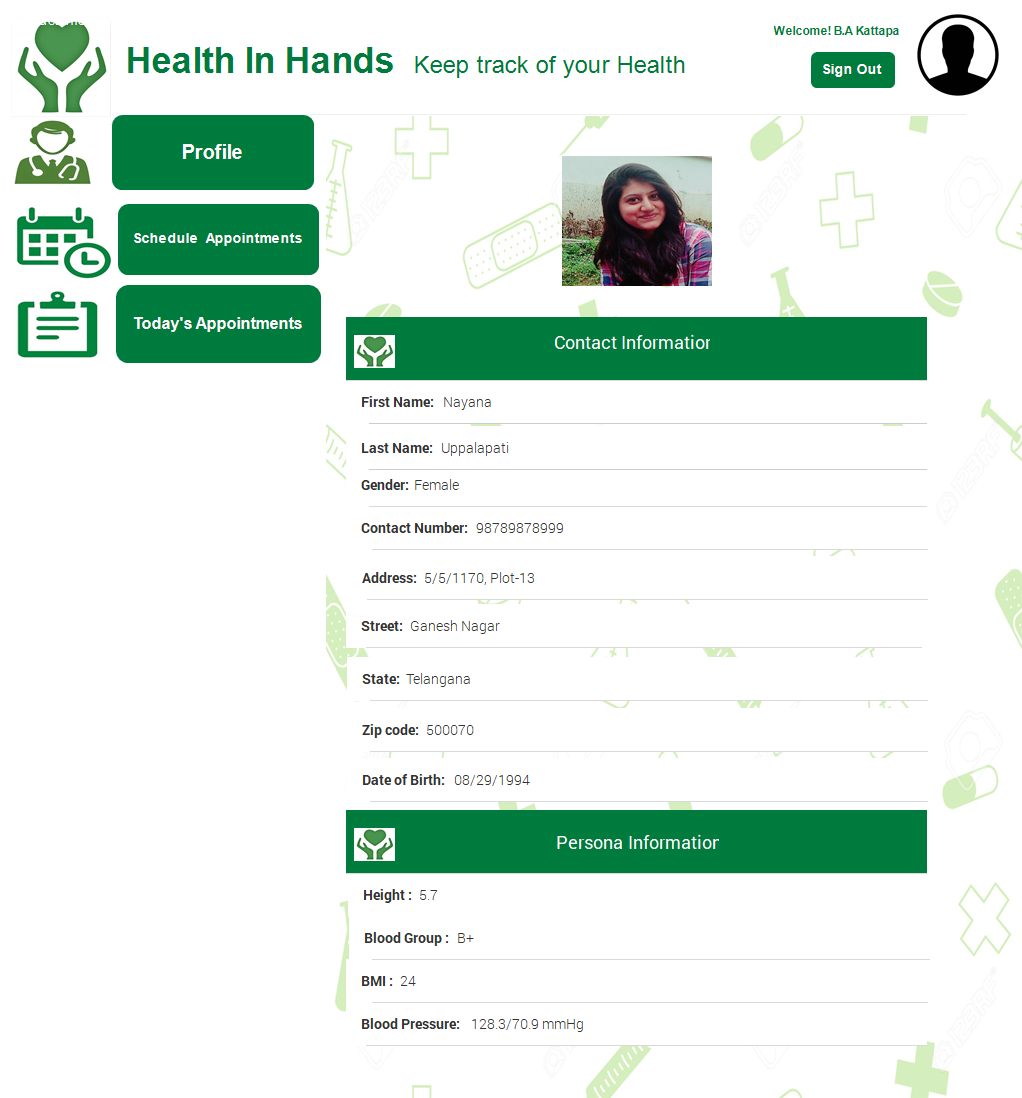 Welcome! B.A Kattapa
Health In Hands Keep track of your Health
Sign Out
Profile
Schedule Appointments
Today's Appointments
Contact Information
First Name: Nayana
Last Name: Uppalapati
Gender: Female
Contact Number: 98789878999
Address: 5/5/1170, Plot-13
Street: Ganesh Nagar
State: Telangana
Zip code: 500070
Date of Birth: 08/29/1994
Persona Information
Height : 5.7
Blood Group : B+
BMI : 24
Blood Pressure: 128.3/70.9 mmHg